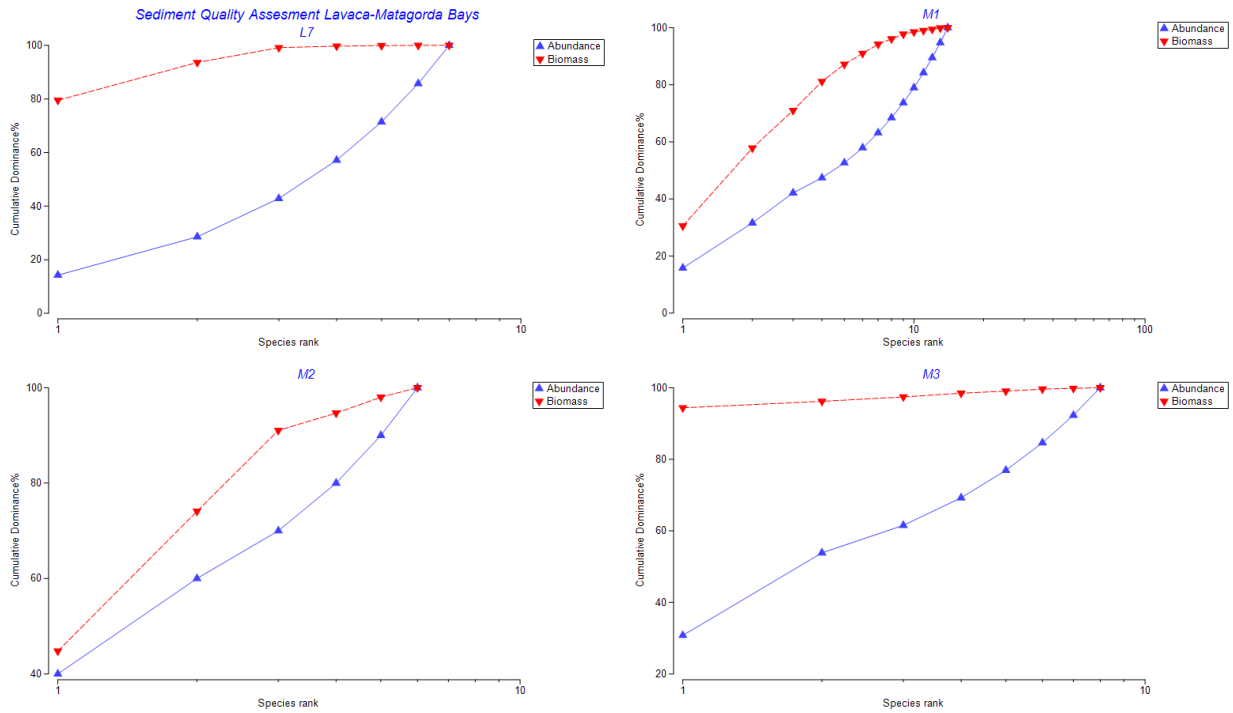 Sediment Quality Assesment Lavaca-Matagorda Bays
L7
100
80
60
40
20
0
Cumulative Dominance%
1
10
Species rank
Abundance
Biomass
M1
100
80
60
40
20
0
Cumulative Dominance%
1
10
100
Species rank
Abundance
Biomass
M2
100
80
60
40
Cumulative Dominance%
1
10
Species rank
Abundance
Biomass
M3
100
80
60
40
20
Cumulative Dominance%
1
10
Species rank
Abundance
Biomass